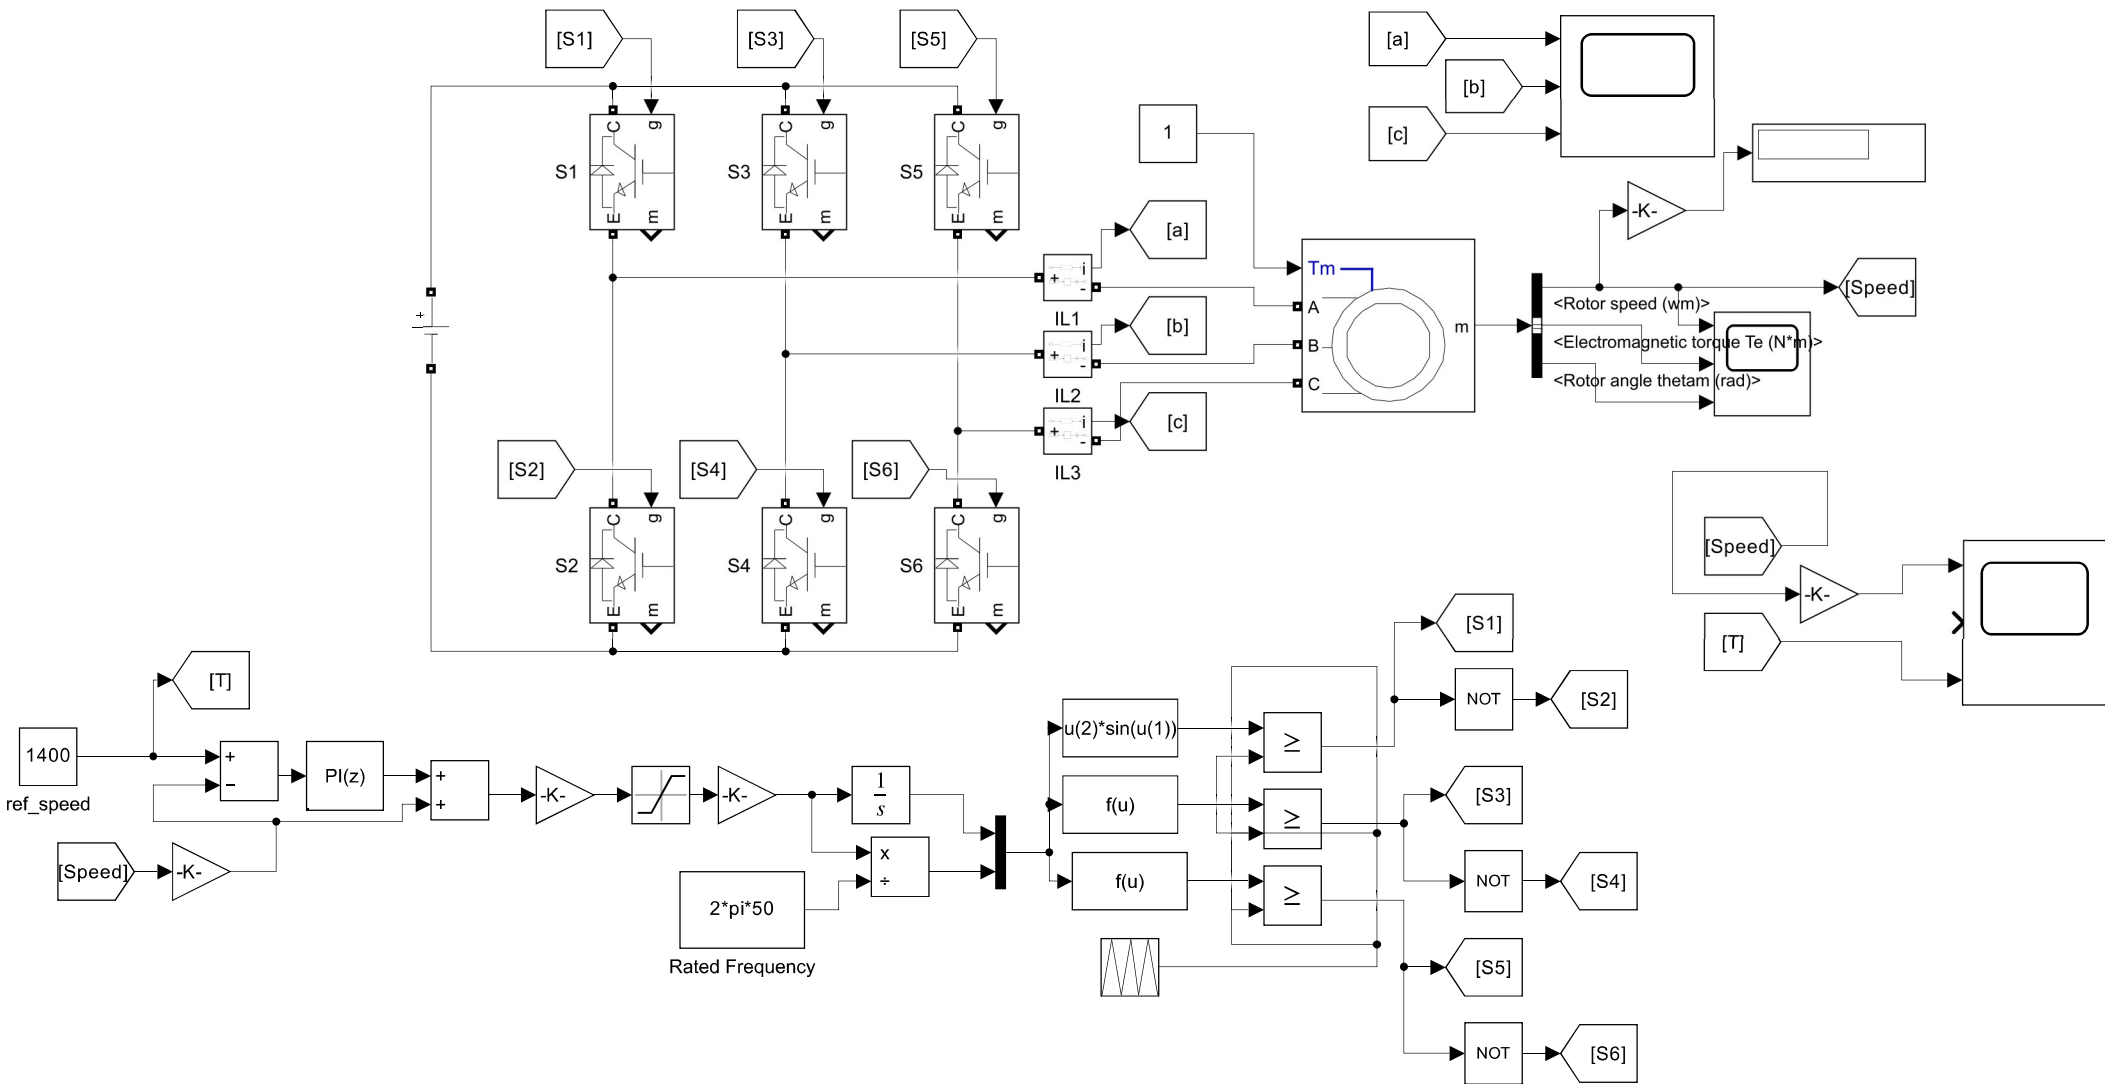 [S1]
[S3]
[S5]
[a]
[b]
[c]
C
g
C
g
C
g
1
S1
S3
S5
-K-
E
m
E
m
E
m
[a]
Tm
i
+
-
IL1
A
[Speed]
<Rotor speed (wm)>
+
[b]
i
+
-
IL2
B
m
<Electromagnetic torque Te (N*m)>
C
<Rotor angle thetam (rad)>
[c]
i
+
-
IL3
[S2]
[S4]
[S6]
C
g
C
g
C
g
[Speed]
S2
S4
S6
-K-
E
m
E
m
E
m
[S1]
[T]
[T]
NOT
[S2]
1400
ref_speed
+
−
PI(z)
+
+
-K-
-K-
1
s
u(2)*sin(u(1))
≥
[S3]
f(u)
≥
[Speed]
-K-
x
÷
f(u)
≥
NOT
[S4]
2*pi*50
Rated Frequency
[S5]
NOT
[S6]